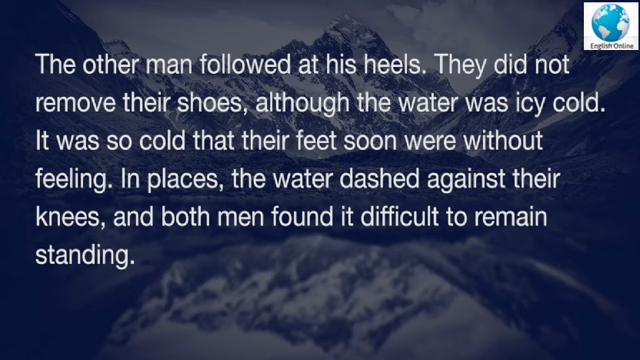 English Online
The other man followed at his heels. They did not
remove their shoes, although the water was icy cold.
It was so cold that their feet soon were without
feeling. In places, the water dashed against their
knees, and both men found it difficult to remain
standing.